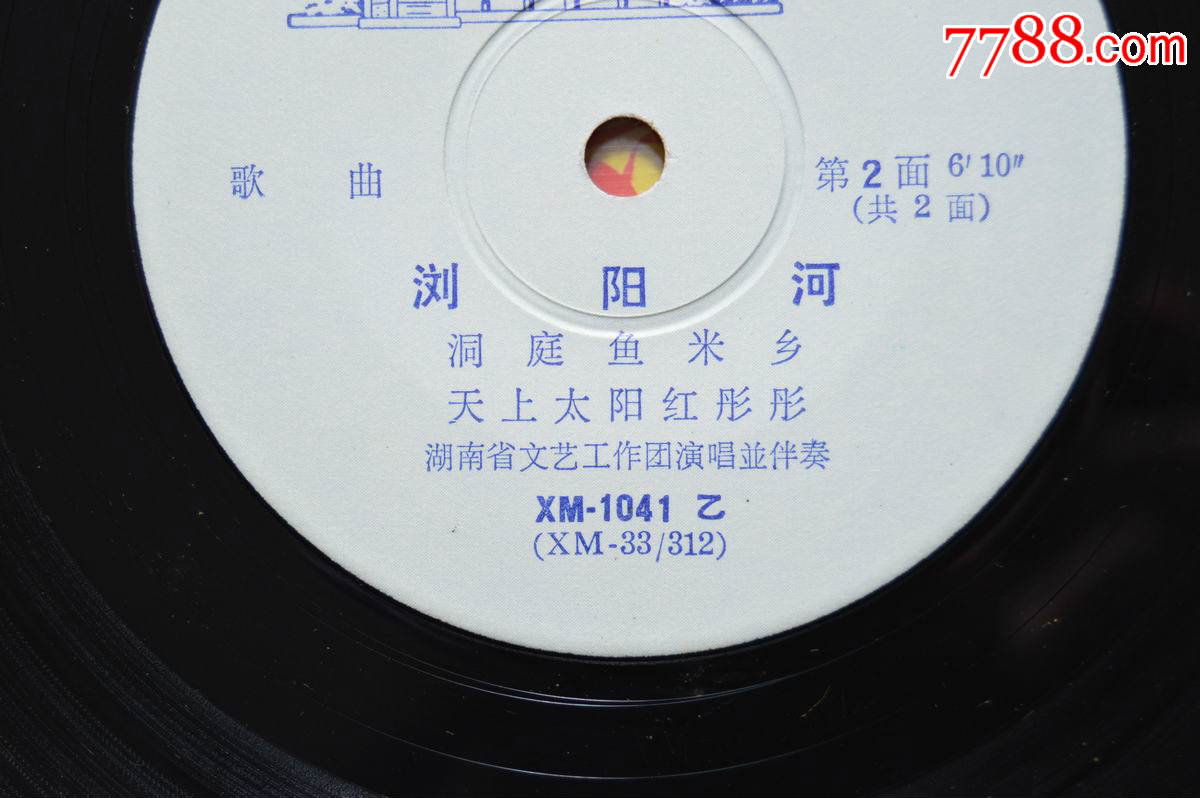 7788.com
歌曲
第2面 6′10″
(共2面)
浏阳河
洞庭鱼米乡
天上太阳红彤彤
湖南省文艺工作团演唱並伴奏
XM-1041 乙
(XM-33/312)